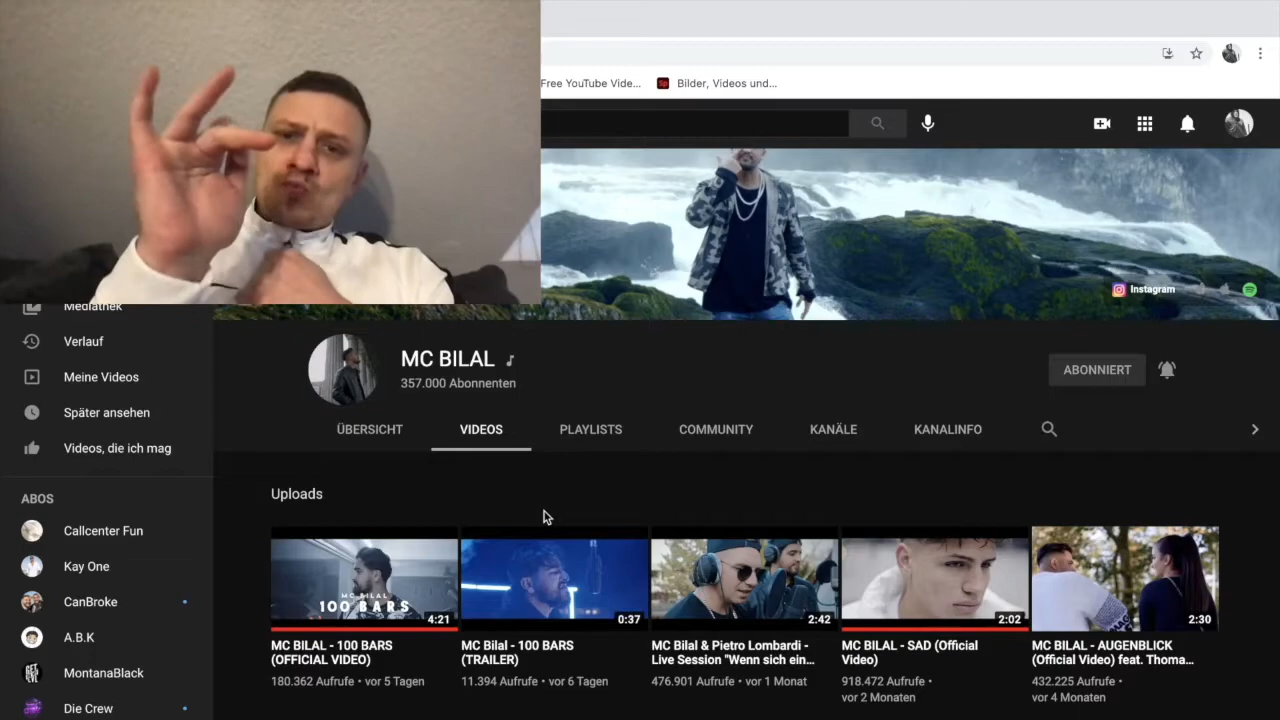 Free YouTube Vide...
Sp
Bilder, Videos und...
Instagram
Mediathek
Verlauf
Meine Videos
Später ansehen
Videos, die ich mag
ABOS
Callcenter Fun
Kay One
CanBroke
A.B.K
MontanaBlack
Die Crew
MC BILAL
357.000 Abonnenten
ABONNIERT
ÜBERSICHT
VIDEOS
PLAYLISTS
COMMUNITY
KANÄLE
KANALINFO
Uploads
MC BILAL
100 BARS
4:21
0:37
2:42
2:02
2:30
MC BILAL - 100 BARS
(OFFICIAL VIDEO)
180.362 Aufrufe • vor 5 Tagen
MC Bilal - 100 BARS
(TRAILER)
11.394 Aufrufe • vor 6 Tagen
MC Bilal & Pietro Lombardi -
Live Session "Wenn sich ein...
476.901 Aufrufe • vor 1 Monat
MC BILAL - SAD (Official
Video)
918.472 Aufrufe •
vor 2 Monaten
MC BILAL - AUGENBLICK
(Official Video) feat. Thoma...
432.225 Aufrufe •
vor 4 Monaten